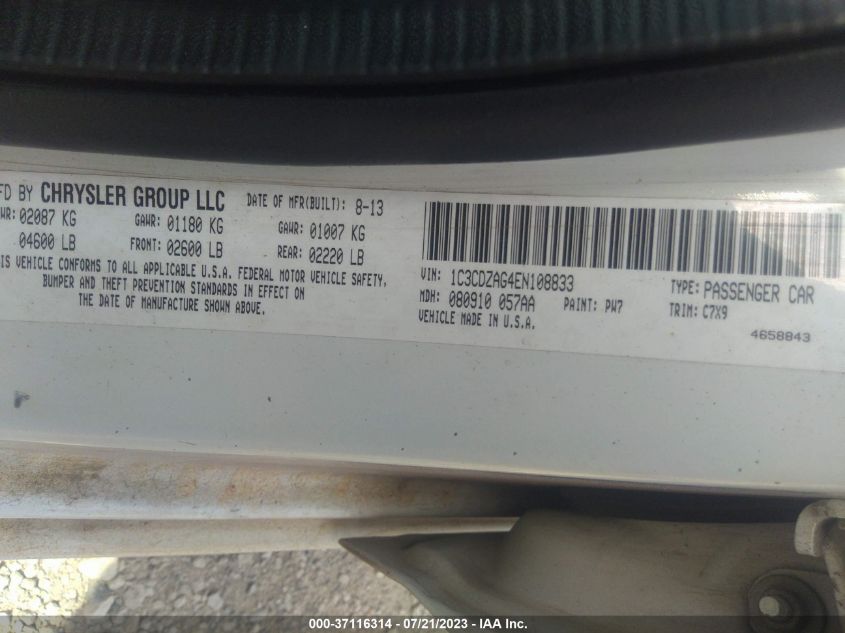 FD BY CHRYSLER GROUP LLC DATE OF MFR(BUILT): 8-13
WR: 02087 KG GAWR: 01180 KG GAWR: 01007 KG
04600 LB FRONT: 02600 LB REAR: 02220 LB
IS VEHICLE CONFORMS TO ALL APPLICABLE U.S.A. FEDERAL MOTOR VEHICLE SAFETY,
BUMPER AND THEFT PREVENTION STANDARDS IN EFFECT ON
THE DATE OF MANUFACTURE SHOWN ABOVE.
VIN: 1C3CDZAG4EN108833 TYPE: PASSENGER CAR
MDH: 080910 057AA PAINT: PW7 TRIM: C7X9
VEHICLE MADE IN U.S.A.
4658843
000-37116314 / 07/21/2023 - IAA Inc.